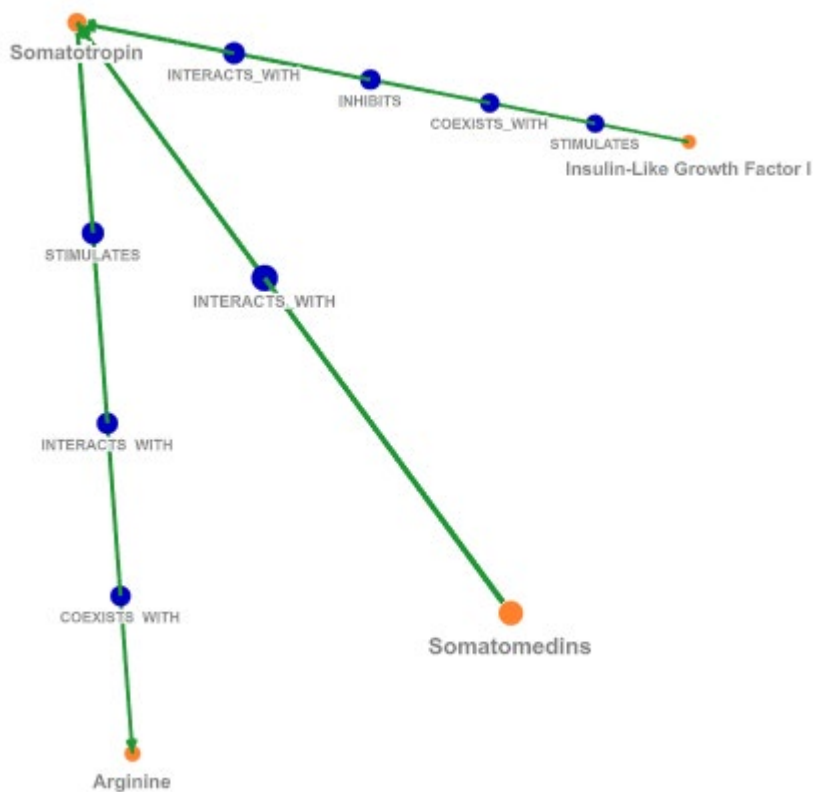 Somatotropin
INTERACTS_WITH
INHIBITS
COEXISTS_WITH
STIMULATES
Insulin-Like Growth Factor I
STIMULATES
INTERACTS_WITH
INTERACTS_WITH
COEXISTS_WITH
Somatomedins
Arginine